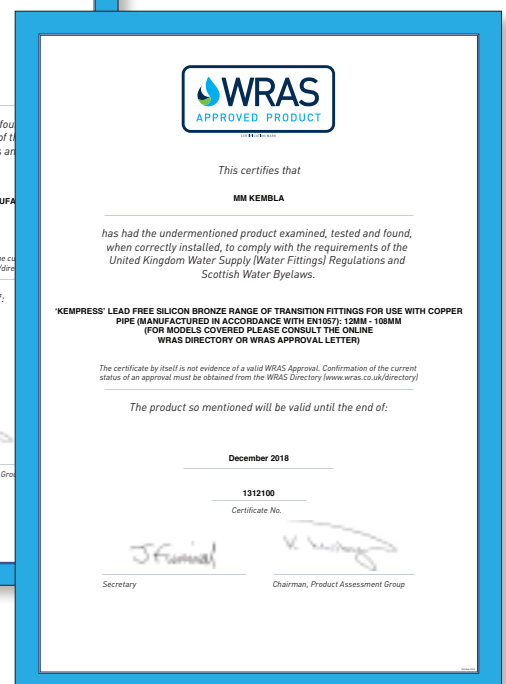 WRAS
APPROVED PRODUCT
This certifies that
MM KEMBLA
has had the undermentioned product examined, tested and found,
when correctly installed, to comply with the requirements of the
United Kingdom Water Supply (Water Fittings) Regulations and
Scottish Water Byelaws.
'KEMPRESS' LEAD FREE SILICON BRONZE RANGE OF TRANSITION FITTINGS FOR USE WITH COPPER
PIPE (MANUFACTURED IN ACCORDANCE WITH EN1057): 12MM - 108MM
(FOR MODELS COVERED PLEASE CONSULT THE ONLINE
WRAS DIRECTORY OR WRAS APPROVAL LETTER)
The certificate by itself is not evidence of a valid WRAS Approval. Confirmation of the current
status of an approval must be obtained from the WRAS Directory (www.wras.co.uk/directory)
The product so mentioned will be valid until the end of:
December 2018
1312100
Certificate No.
Secretary
Chairman, Product Assessment Group